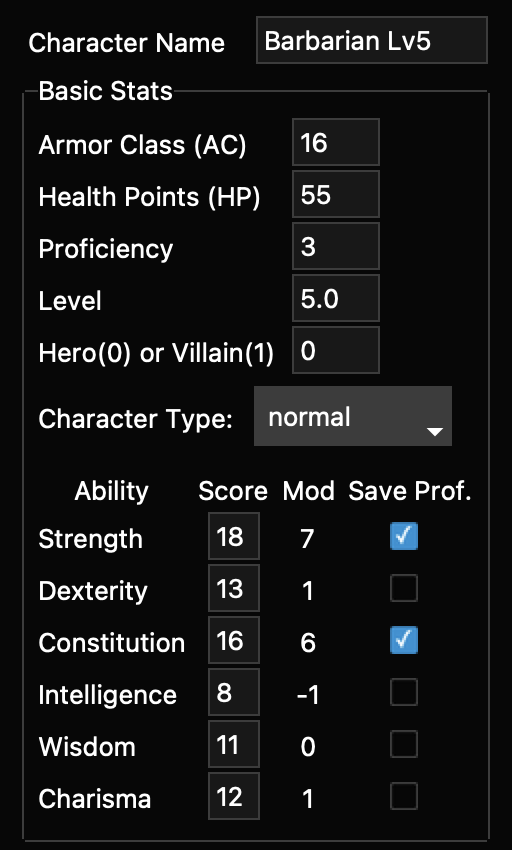 Character Name Barbarian Lv5
Basic Stats
Armor Class (AC) 16
Health Points (HP) 55
Proficiency 3
Level 5.0
Hero(0) or Villain(1) 0
Character Type: normal
Ability Score Mod Save Prof.
Strength 18 7
Dexterity 13 1
Constitution 16 6
Intelligence 8 -1
Wisdom 11 0
Charisma 12 1